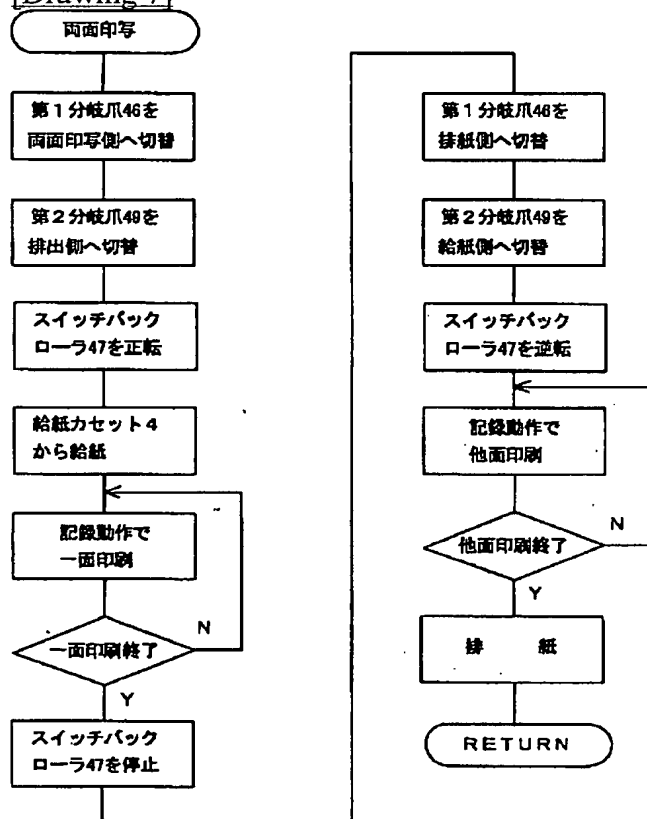 [Drawing 7]
両面印写
第1分岐爪46を
両面印写側へ切替
第2分岐爪49を
排出側へ切替
スイッチバック
ローラ47を正転
給紙カセット4
から給紙
記録動作で
一面印刷
一面印刷終了
N
Y
スイッチバック
ローラ47を停止
第1分岐爪46を
排紙側へ切替
第2分岐爪49を
給紙側へ切替
スイッチバック
ローラ47を逆転
記録動作で
他面印刷
他面印刷終了
N
Y
排 紙
RETURN